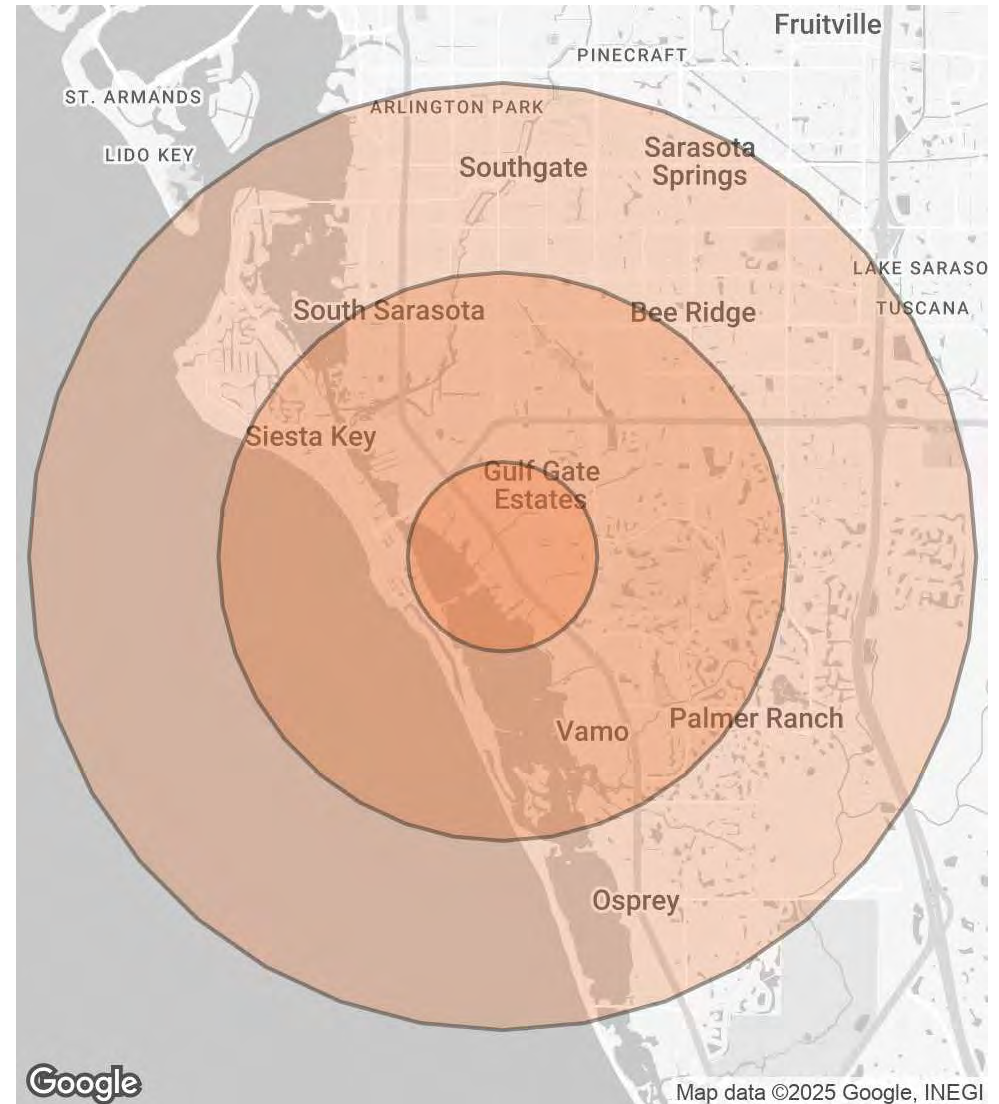 Fruitville
PINECRAFT
ST. ARMANDS
ARLINGTON PARK
LIDO KEY
Southgate
Sarasota
Springs
LAKE SARASO
TUSCANA
South Sarasota
Bee Ridge
Siesta Key
Gulf Gate
Estates
Palmer Ranch
Vamo
Osprey
Google
Map data ©2025 Google, INEGI